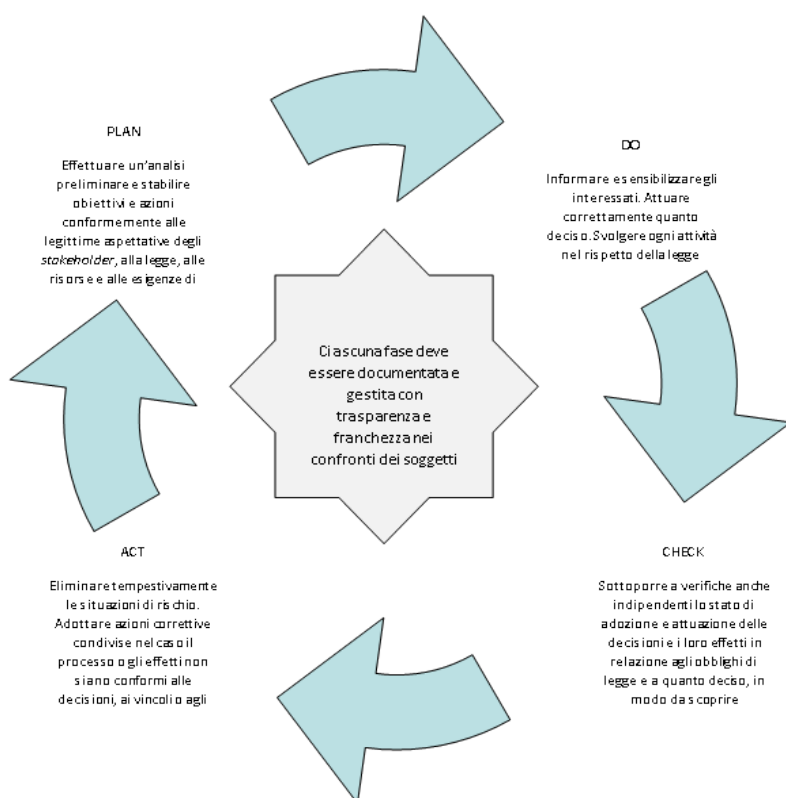 PLAN
Effettuare un'analisi
preliminare e stabilire
obiettivi e azioni
conformemente alle
legittime aspettative degli
stakeholder, alla legge, alle
risorse e alle esigenze di
DO
Informare e sensibilizzare gli
interessati. Attuare
correttamente quanto
deciso. Svolgere ogni attività
nel rispetto della legge
Ciascuna fase deve
essere documentata e
gestita con
trasparenza e
franchezza nei
confronti dei soggetti
ACT
Eliminare tempestivamente
le situazioni di rischio.
Adottare azioni correttive
condivise nel caso il
processo o gli effetti non
siano conformi alle
decisioni, ai vincoli o agli
CHECK
Sottoporre a verifiche anche
indipendenti lo stato di
adozione e attuazione delle
decisioni e i loro effetti in
relazione agli obblighi di
legge e a quanto deciso, in
modo da scoprire